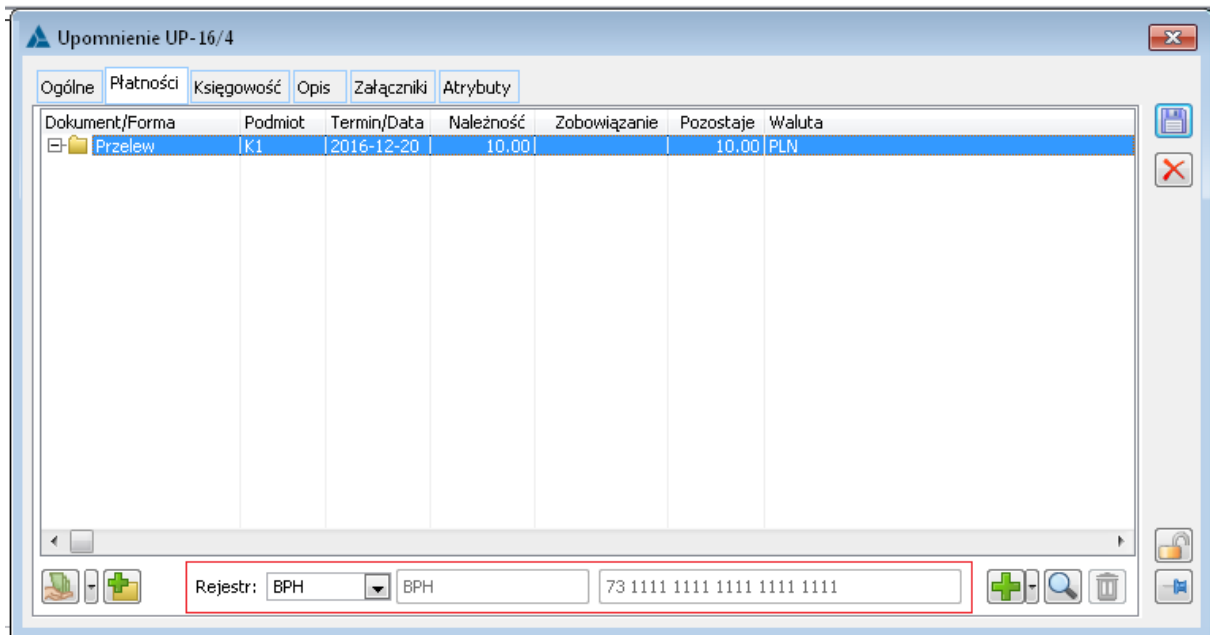 Upomnienie UP-16/4
Ogólne Płatności Księgowość Opis Załączniki Atrybuty
Dokument/Forma Podmiot Termin/Data Należność Zobowiązanie Pozostaje Waluta
Przelew K1 2016-12-20 10.00 10.00 PLN
Rejestr: BPH BPH 73 1111 1111 1111 1111 1111